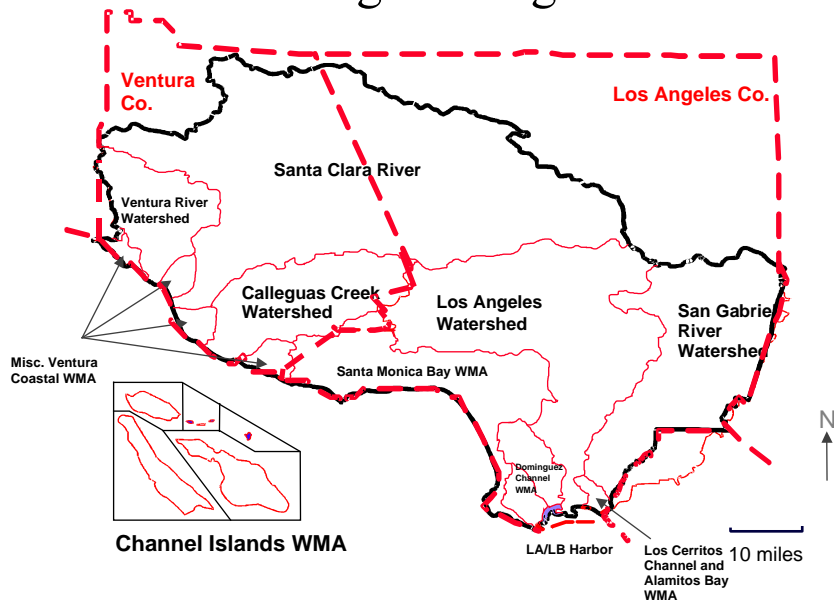 Ventura
Co.
Los Angeles Co.
Santa Clara River
Ventura River
Watershed
Calleguas Creek
Watershed
Los Angeles
Watershed
San Gabriel
River
Watershed
Misc. Ventura
Coastal WMA
Santa Monica Bay WMA
Dominguez
Channel
WMA
N
Channel Islands WMA
LA/LB Harbor
Los Cerritos
Channel and
Alamitos Bay
WMA
10 miles